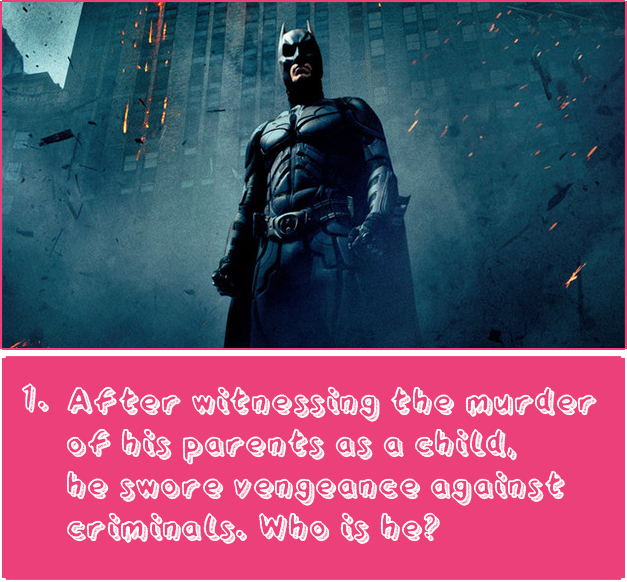 1. After witnessing the murder
of his parents as a child,
he swore vengeance against
criminals. Who is he?